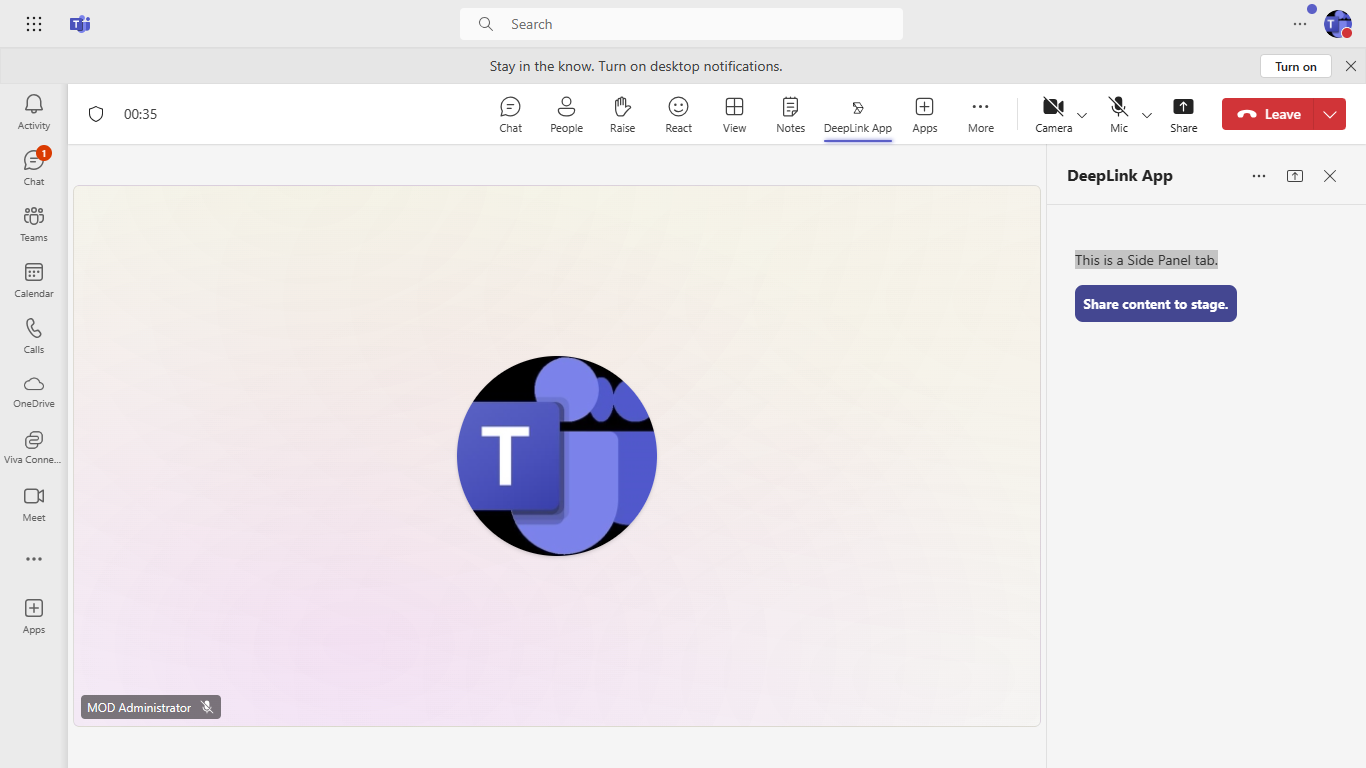 Search
Stay in the know. Turn on desktop notifications.
Turn on
Activity
1
Chat
Teams
Calendar
Calls
OneDrive
Viva Conne...
Meet
Apps
00:35
Chat
People
Raise
React
View
Notes
DeepLink App
Apps
More
Camera
Mic
Share
Leave
T
MOD Administrator
DeepLink App
This is a Side Panel tab.
Share content to stage.